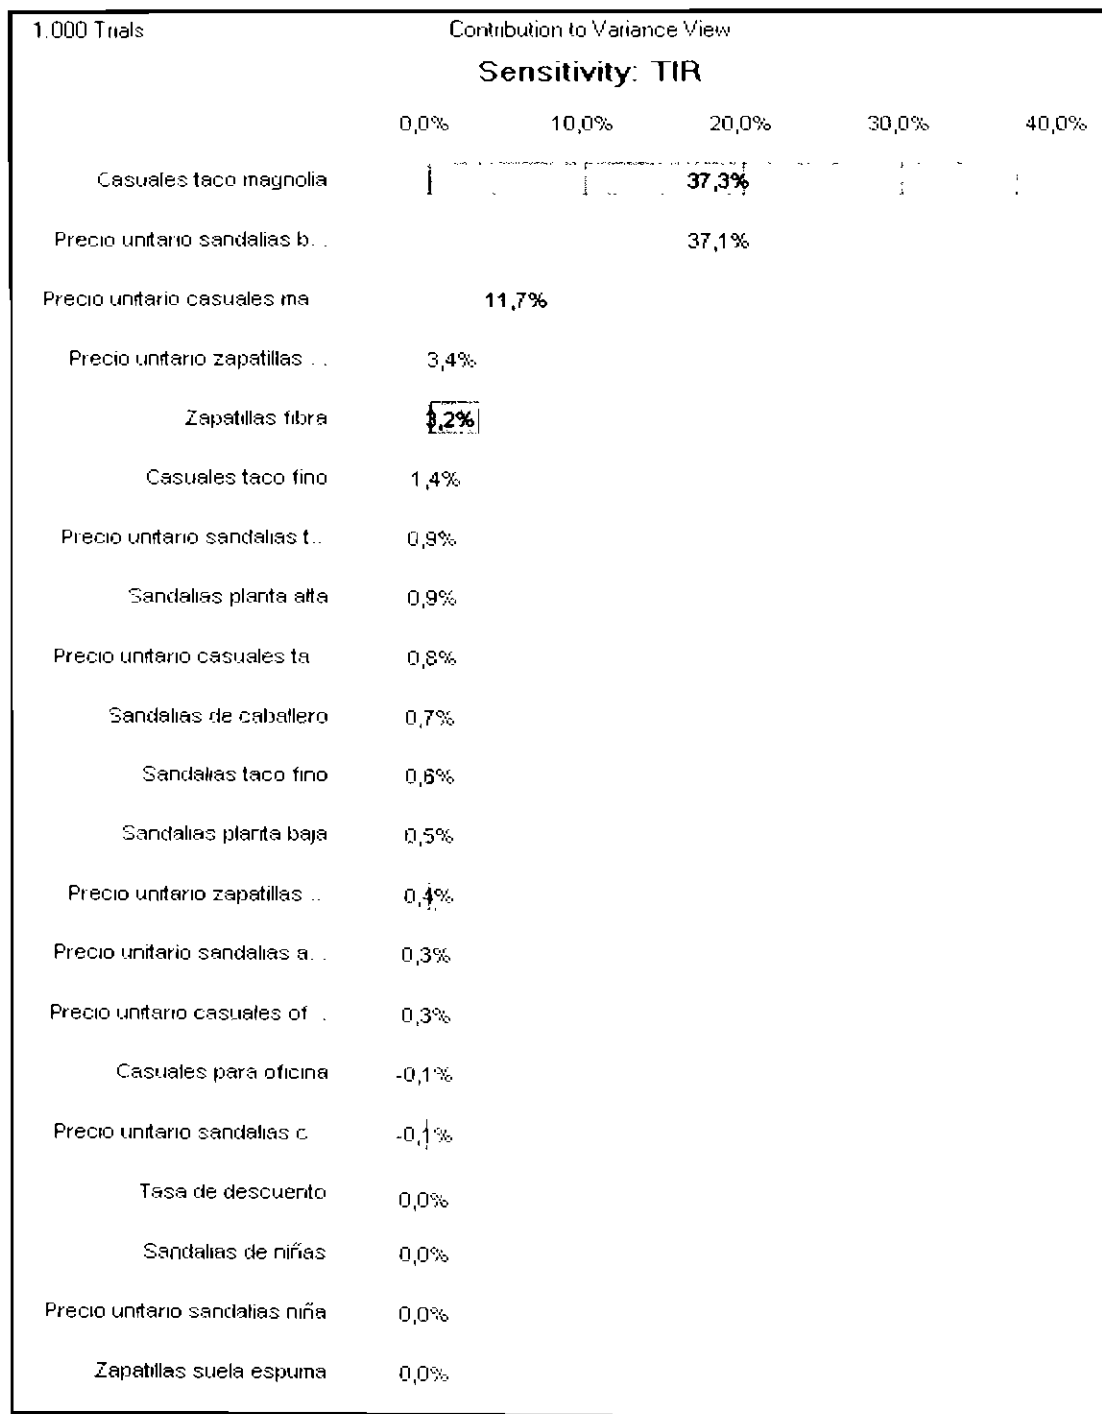 1.000 Trials Contribution to Variance View
Sensitivity: TIR
0,0% 10,0% 20,0% 30,0% 40,0%
Casuales taco magnolia 37,3%
Precio unitario sandalias b... 37,1%
Precio unitario casuales ma 11,7%
Precio unitario zapatillas ... 3,4%
Zapatillas fibra 3,2%
Casuales taco fino 1,4%
Precio unitario sandalias t... 0,9%
Sandalias planta alta 0,9%
Precio unitario casuales ta 0,8%
Sandalias de caballero 0,7%
Sandalias taco fino 0,6%
Sandalias planta baja 0,5%
Precio unitario zapatillas ... 0,4%
Precio unitario sandalias a... 0,3%
Precio unitario casuales of... 0,3%
Casuales para oficina -0,1%
Precio unitario sandalias c -0,1%
Tasa de descuento 0,0%
Sandalias de niñas 0,0%
Precio unitario sandalias niña 0,0%
Zapatillas suela espuma 0,0%